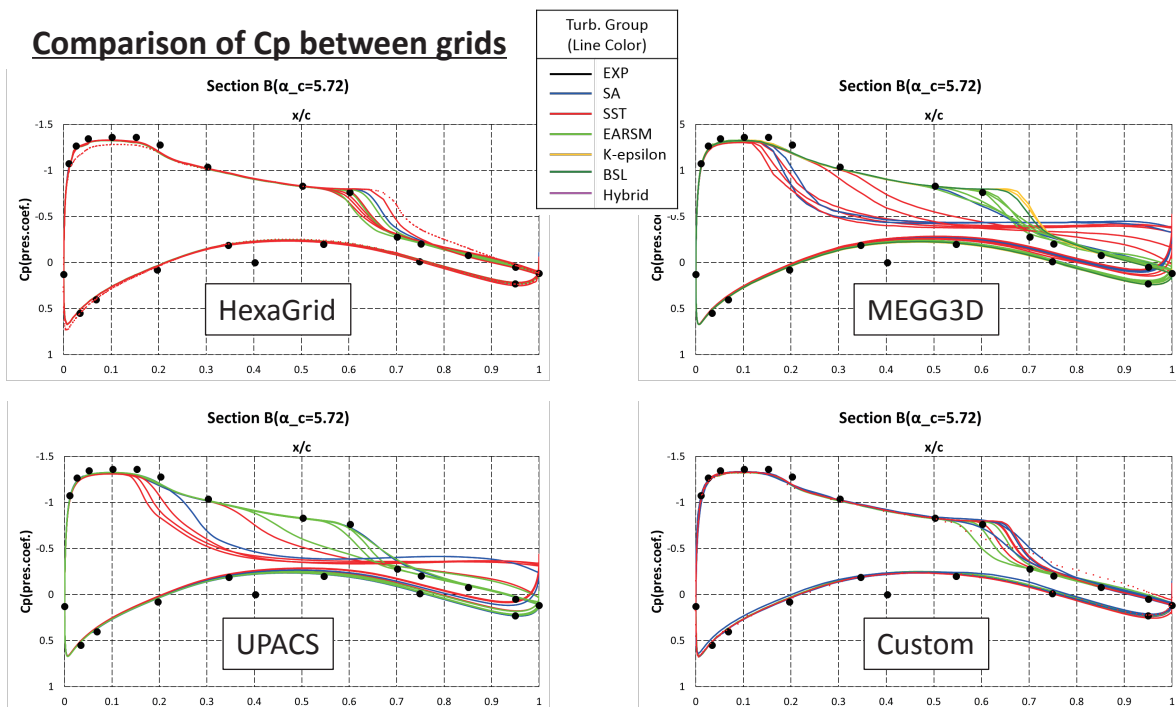 Comparison of Cp between grids
Turb. Group
(Line Color)
EXP
SA
SST
EARSM
K-epsilon
BSL
Hybrid
Section B(α_c=5.72)
x/c
Cp(pres.coef.)
-1.5
-1
-0.5
0
0.5
1
0 0.1 0.2 0.3 0.4 0.5 0.6 0.7 0.8 0.9 1
HexaGrid
Section B(α_c=5.72)
x/c
Cp(pres.coef.)
5
1
-0.5
0
0.5
1
0 0.1 0.2 0.3 0.4 0.5 0.6 0.7 0.8 0.9 1
MEGG3D
Section B(α_c=5.72)
x/c
Cp(pres.coef.)
-1.5
-1
-0.5
0
0.5
1
0 0.1 0.2 0.3 0.4 0.5 0.6 0.7 0.8 0.9 1
UPACS
Section B(α_c=5.72)
x/c
Cp(pres.coef.)
-1.5
-1
-0.5
0
0.5
1
0 0.1 0.2 0.3 0.4 0.5 0.6 0.7 0.8 0.9 1
Custom